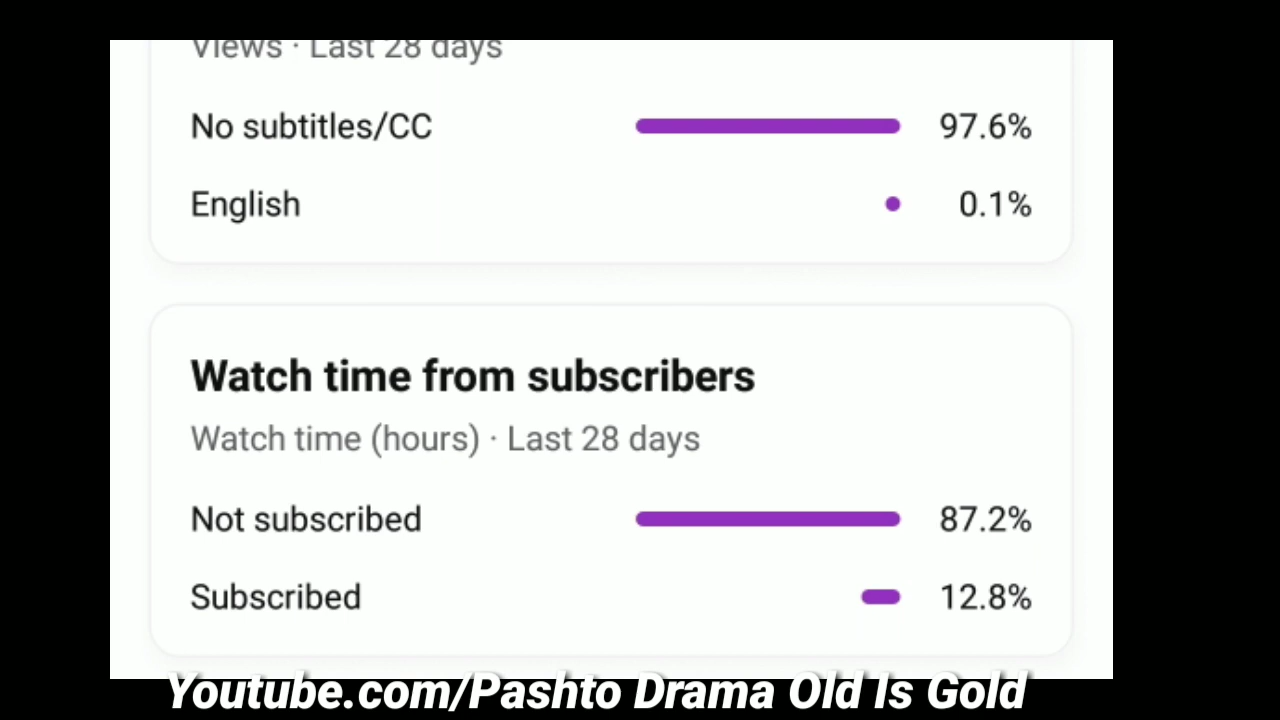 Views · Last 28 days
No subtitles/CC 97.6%
English 0.1%
Watch time from subscribers
Watch time (hours) · Last 28 days
Not subscribed 87.2%
Subscribed 12.8%
Youtube.com/Pashto Drama Old Is Gold